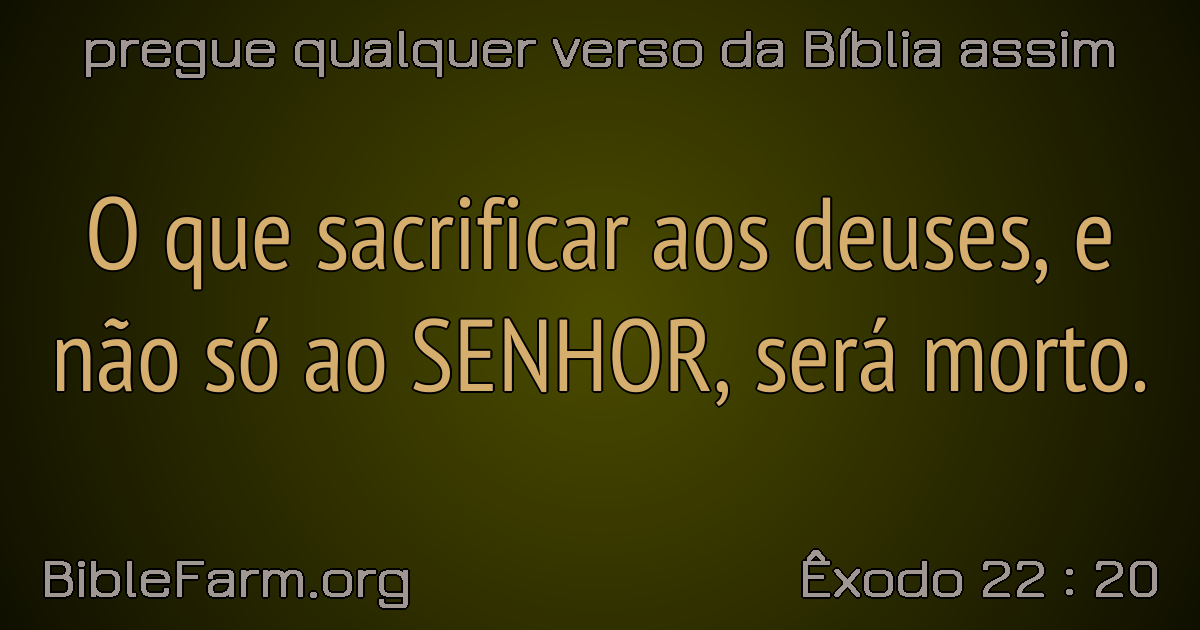 pregue qualquer verso da Bíblia assim
O que sacrificar aos deuses, e
não só ao SENHOR, será morto.
BibleFarm.org
Êxodo 22 : 20